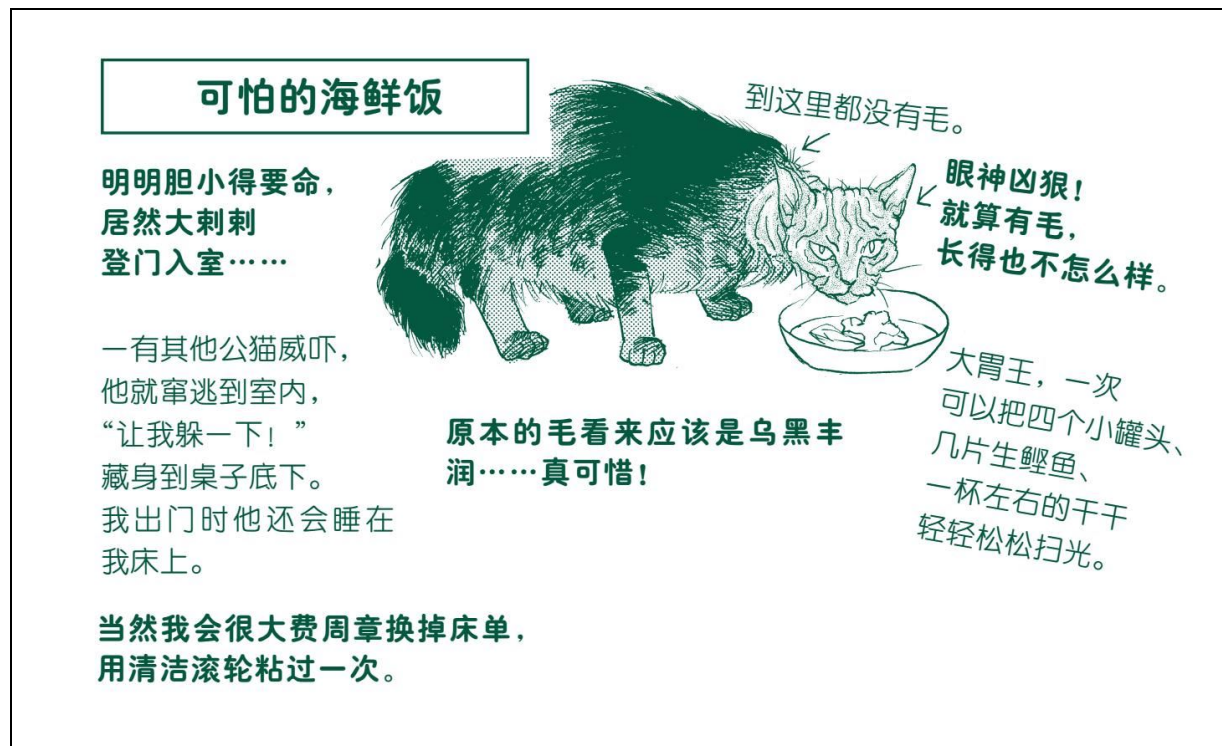 可怕的海鲜饭
明明胆小得要命，
居然大剌剌
登门入室……
到这里都没有毛。
眼神凶狠！
就算有毛，
长得也不怎么样。
一有其他公猫威吓，
他就窜逃到室内，
“让我躲一下！”
藏身到桌子底下。
我出门时他还会睡在
我床上。
原本的毛看来应该是乌黑丰
润……真可惜！
大胃王，一次
可以把四个小罐头、
几片生鲣鱼、
一杯左右的干干
轻轻松松扫光。
当然我会很大费周章换掉床单，
用清洁滚轮粘过一次。